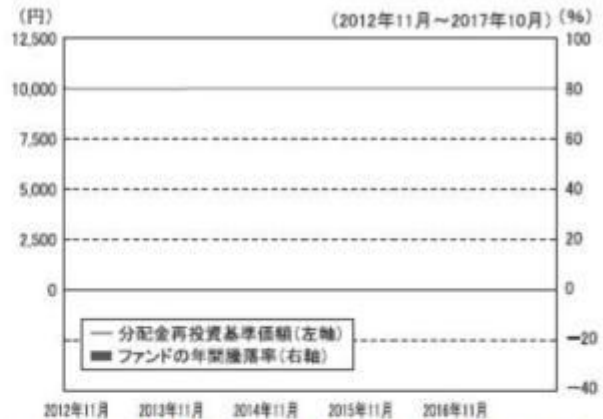 (円) (2012年11月～2017年10月) (%)
12,500 100
10,000 80
7,500 60
5,000 40
2,500 20
0 0
分配金再投資基準価額(左軸)
-20
ファンドの年間騰落率(右軸)
-40
2012年11月 2013年11月 2014年11月 2015年11月 2016年11月